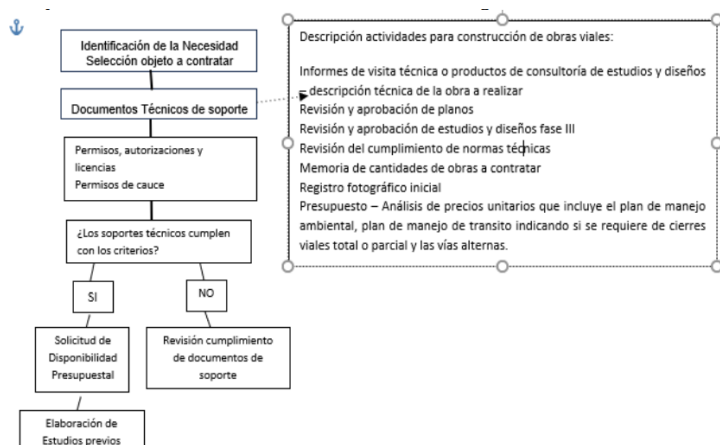 Identificación de la Necesidad
Selección objeto a contratar
Documentos Técnicos de soporte
Permisos, autorizaciones y
licencias
Permisos de cauce
¿Los soportes técnicos cumplen
con los criterios?
SI
NO
Solicitud de
Disponibilidad
Presupuestal
Revisión cumplimiento
de documentos de
soporte
Elaboración de
Estudios previos
Descripción actividades para construcción de obras viales:
Informes de visita técnica o productos de consultoría de estudios y diseños
– descripción técnica de la obra a realizar
Revisión y aprobación de planos
Revisión y aprobación de estudios y diseños fase III
Revisión del cumplimiento de normas técnicas
Memoria de cantidades de obras a contratar
Registro fotográfico inicial
Presupuesto – Análisis de precios unitarios que incluye el plan de manejo
ambiental, plan de manejo de transito indicando si se requiere de cierres
viales total o parcial y las vías alternas.